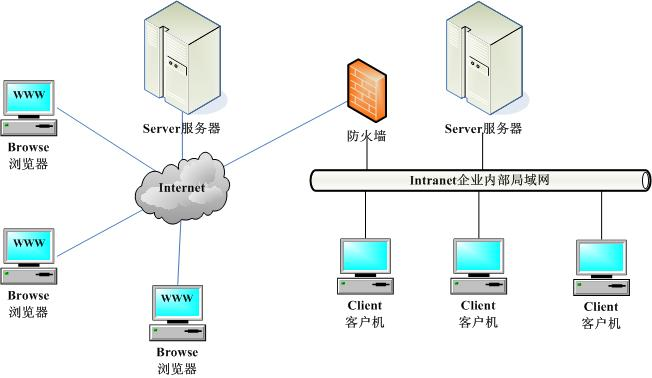 WWW
Browse
浏览器
Server服务器
防火墙
Server服务器
Internet
Intranet企业内部局域网
WWW
Browse
浏览器
WWW
Browse
浏览器
Client
客户机
Client
客户机
Client
客户机